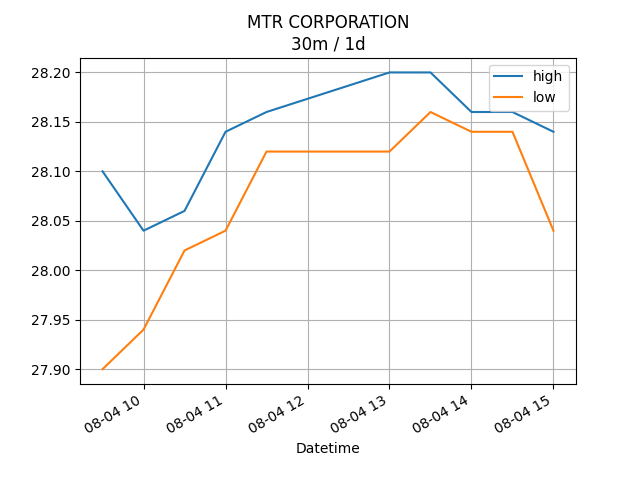 MTR CORPORATION
30m / 1d
high
low
28.20
28.15
28.10
28.05
28.00
27.95
27.90
08-04 10
08-04 11
08-04 12
08-04 13
08-04 14
08-04 15
Datetime